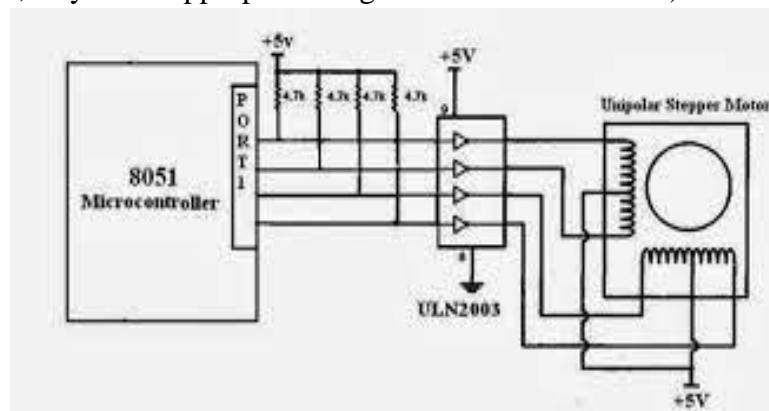 +5v
+5V
4.7k 4.7k 4.7k 4.7k
9
Unipolar Stepper Motor
PORT1
8051
Microcontroller
8
ULN2003
+5V